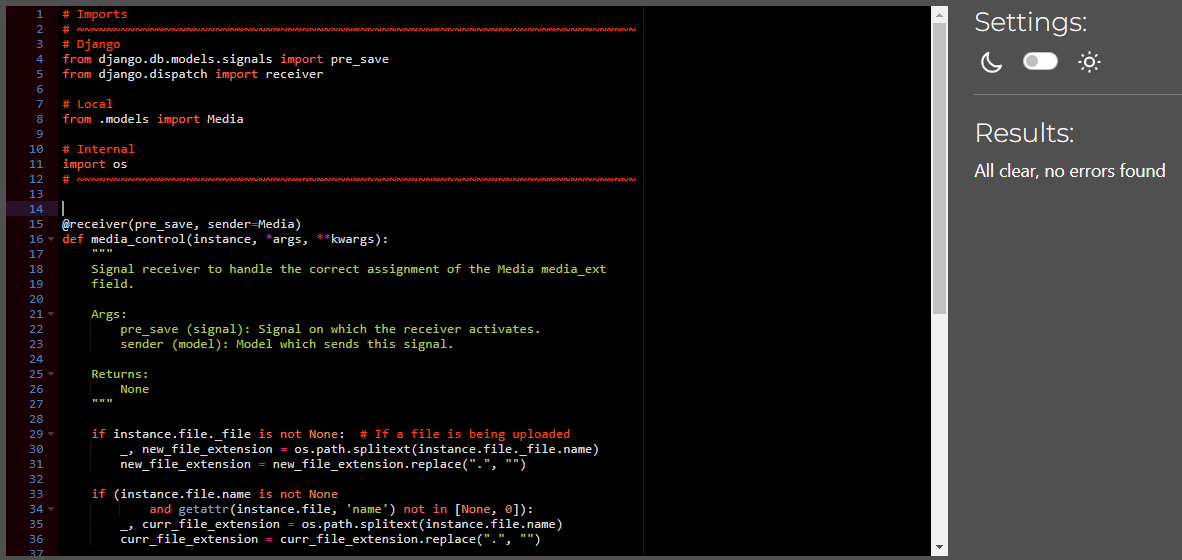 1 # Imports
2 # ~~~~~~~~~~~~~~~~~~~~~~~~~~~~~~~~~~~~~~~~~~~~~~~~~~~~~~~~~~~~~~~~~~~~~~~~~~~~~
3 # Django
4 from django.db.models.signals import pre_save
5 from django.dispatch import receiver
6
7 # Local
8 from .models import Media
9
10 # Internal
11 import os
12 # ~~~~~~~~~~~~~~~~~~~~~~~~~~~~~~~~~~~~~~~~~~~~~~~~~~~~~~~~~~~~~~~~~~~~~~~~~~~~~
13
14
15 @receiver(pre_save, sender=Media)
16 def media_control(instance, *args, **kwargs):
17     """
18     Signal receiver to handle the correct assignment of the Media media_ext
19     field.
20
21     Args:
22         pre_save (signal): Signal on which the receiver activates.
23         sender (model): Model which sends this signal.
24
25     Returns:
26         None
27     """
28
29     if instance.file._file is not None:  # If a file is being uploaded
30         _, new_file_extension = os.path.splitext(instance.file._file.name)
31         new_file_extension = new_file_extension.replace(".", "")
32
33     if (instance.file.name is not None
34             and getattr(instance.file, 'name') not in [None, 0]):
35         _, curr_file_extension = os.path.splitext(instance.file.name)
36         curr_file_extension = curr_file_extension.replace(".", "")
37
Settings:
Results:
All clear, no errors found